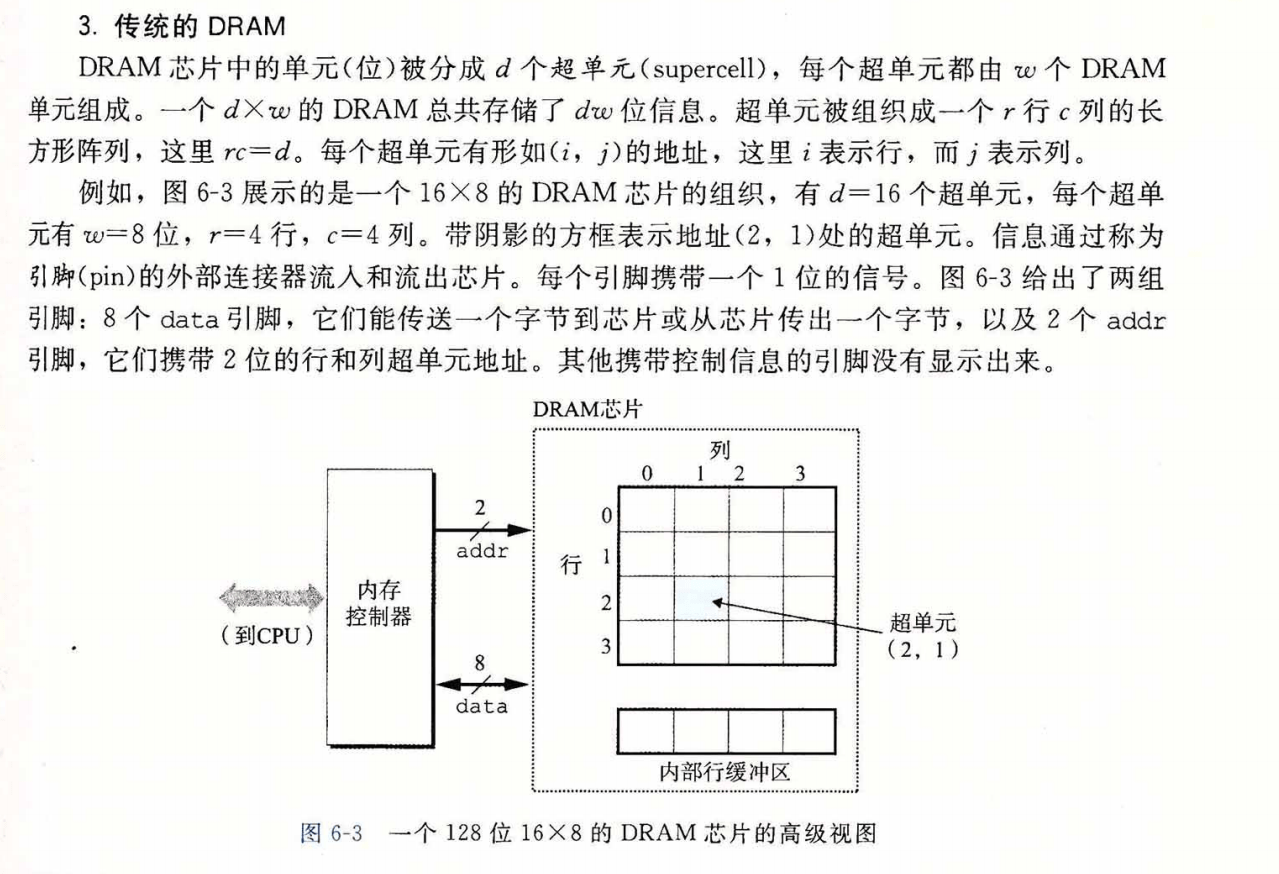 3. 传统的 DRAM
DRAM 芯片中的单元(位)被分成 d 个超单元(supercell)，每个超单元都由 w 个 DRAM
单元组成。一个 d×w 的 DRAM 总共存储了 dw 位信息。超单元被组织成一个 r 行 c 列的长
方形阵列，这里 rc=d。每个超单元有形如(i，j)的地址，这里 i 表示行，而 j 表示列。
例如，图 6-3 展示的是一个 16×8 的 DRAM 芯片的组织，有 d=16 个超单元，每个超单
元有 w=8 位，r=4 行，c=4 列。带阴影的方框表示地址(2，1)处的超单元。信息通过称为
引脚(pin)的外部连接器流入和流出芯片。每个引脚携带一个 1 位的信号。图 6-3 给出了两组
引脚：8 个 data 引脚，它们能传送一个字节到芯片或从芯片传出一个字节，以及 2 个 addr
引脚，它们携带 2 位的行和列超单元地址。其他携带控制信息的引脚没有显示出来。
DRAM芯片
列
0 1 2 3
0
1
2
3
行
2
addr
内存
控制器
（到CPU）
8
data
超单元
(2, 1)
内部行缓冲区
图 6-3 一个 128 位 16×8 的 DRAM 芯片的高级视图